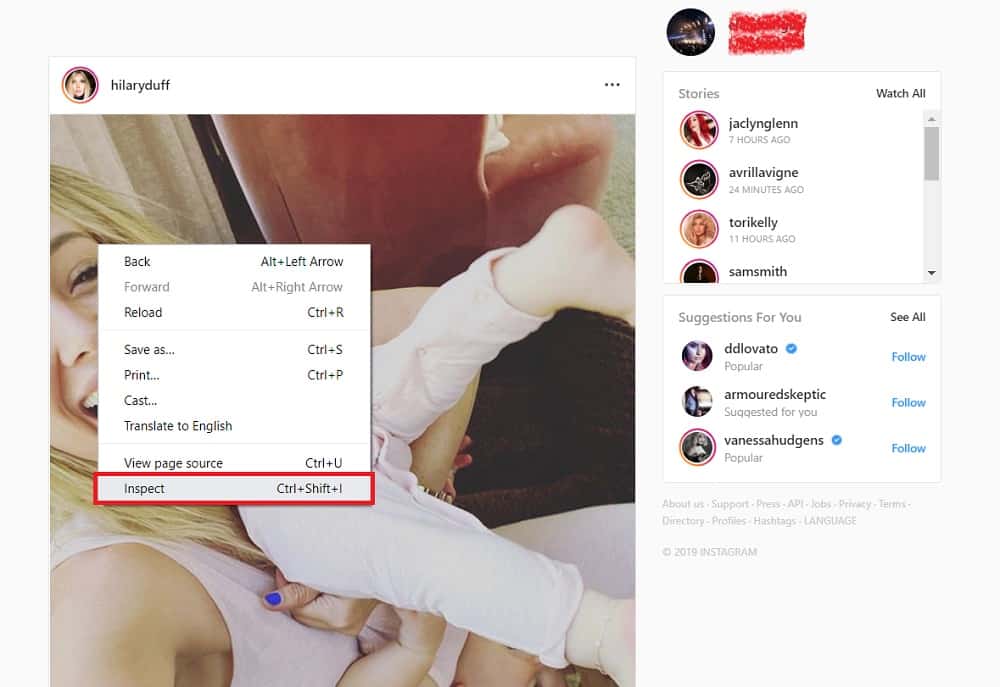 hilaryduff
Back Alt+Left Arrow
Forward Alt+Right Arrow
Reload Ctrl+R
Save as... Ctrl+S
Print... Ctrl+P
Cast...
Translate to English
View page source Ctrl+U
Inspect Ctrl+Shift+I
Stories Watch All
jaclynglenn
7 HOURS AGO
avrillavigne
24 MINUTES AGO
torikelly
11 HOURS AGO
samsmith
Suggestions For You See All
ddlovato
Popular Follow
armouredskeptic
Suggested for you Follow
vanessahudgens
Popular Follow
About us · Support · Press · API · Jobs · Privacy · Terms ·
Directory · Profiles · Hashtags · LANGUAGE
© 2019 INSTAGRAM